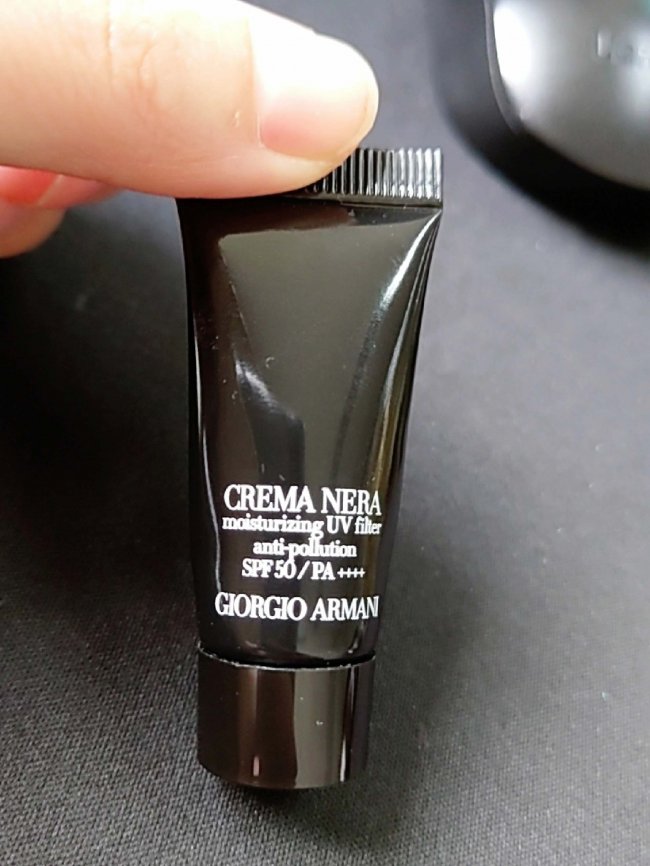 CREMA NERA
moisturizing UV filter
anti-pollution
SPF 50 / PA ++++
GIORGIO ARMANI